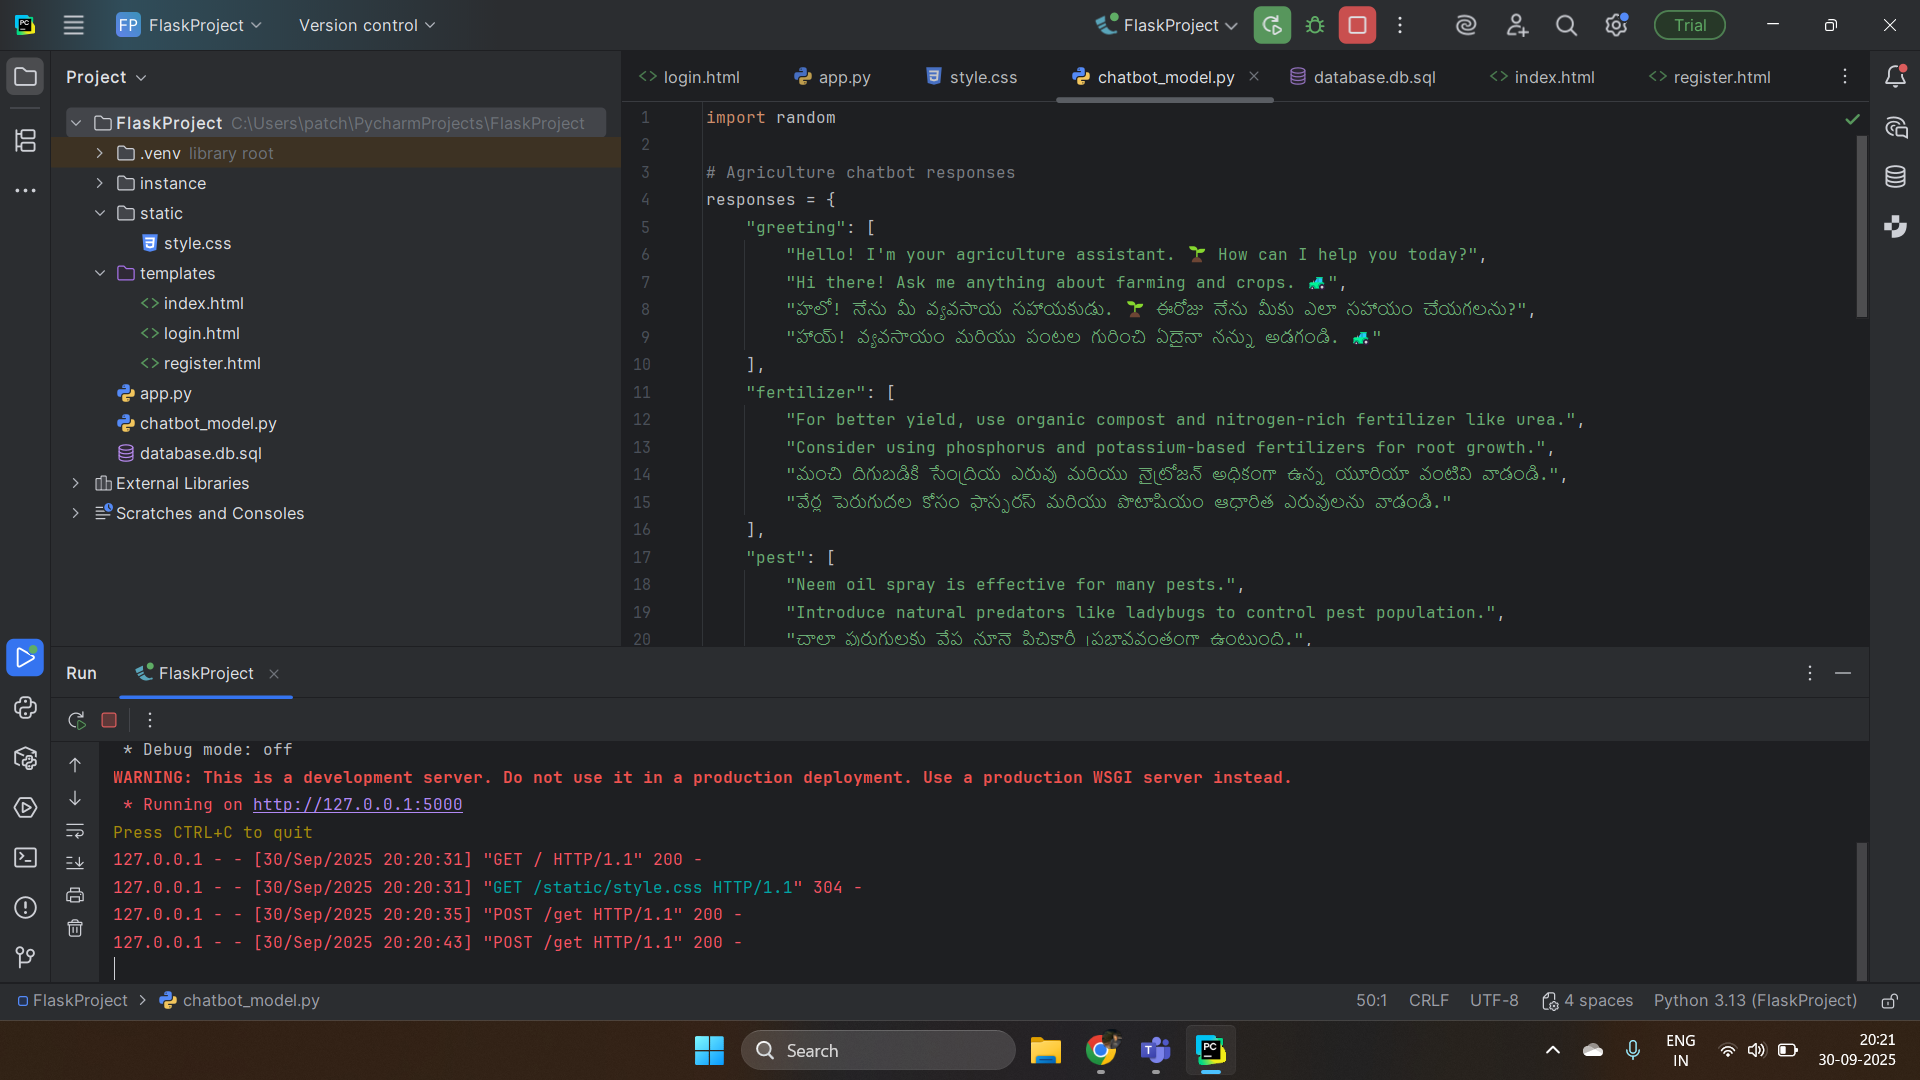 FP FlaskProject Version control FlaskProject Trial
Project
login.html app.py style.css chatbot_model.py database.db.sql index.html register.html
FlaskProject C:\Users\patch\PycharmProjects\FlaskProject
.venv library root
instance
static
style.css
templates
index.html
login.html
register.html
app.py
chatbot_model.py
database.db.sql
External Libraries
Scratches and Consoles
1 import random
2
3 # Agriculture chatbot responses
4 responses = {
5 "greeting": [
6 "Hello! I'm your agriculture assistant. 🌱 How can I help you today?",
7 "Hi there! Ask me anything about farming and crops. 🚜",
8 "హలో! నేను మీ వ్యవసాయ సహాయకుడు. 🌱 ఈరోజు నేను మీకు ఎలా సహాయం చేయగలను?",
9 "హాయ్! వ్యవసాయం మరియు పంటల గురించి ఏదైనా నన్ను అడగండి. 🚜"
10 ],
11 "fertilizer": [
12 "For better yield, use organic compost and nitrogen-rich fertilizer like urea.",
13 "Consider using phosphorus and potassium-based fertilizers for root growth.",
14 "మంచి దిగుబడికి సేంద్రియ ఎరువు మరియు నైట్రోజన్ అధికంగా ఉన్న యూరియా వంటివి వాడండి.",
15 "వేర్ల పెరుగుదల కోసం ఫాస్పరస్ మరియు పొటాషియం ఆధారిత ఎరువులను వాడండి."
16 ],
17 "pest": [
18 "Neem oil spray is effective for many pests.",
19 "Introduce natural predators like ladybugs to control pest population.",
20 "చాలా పురుగులకు వేప నూనె పిచికారీ ప్రభావవంతంగా ఉంటుంది.",
Run FlaskProject
* Debug mode: off
WARNING: This is a development server. Do not use it in a production deployment. Use a production WSGI server instead.
* Running on http://127.0.0.1:5000
Press CTRL+C to quit
127.0.0.1 - - [30/Sep/2025 20:20:31] "GET / HTTP/1.1" 200 -
127.0.0.1 - - [30/Sep/2025 20:20:31] "GET /static/style.css HTTP/1.1" 304 -
127.0.0.1 - - [30/Sep/2025 20:20:35] "POST /get HTTP/1.1" 200 -
127.0.0.1 - - [30/Sep/2025 20:20:43] "POST /get HTTP/1.1" 200 -
FlaskProject chatbot_model.py 50:1 CRLF UTF-8 4 spaces Python 3.13 (FlaskProject)
Search
ENG
IN
20:21
30-09-2025